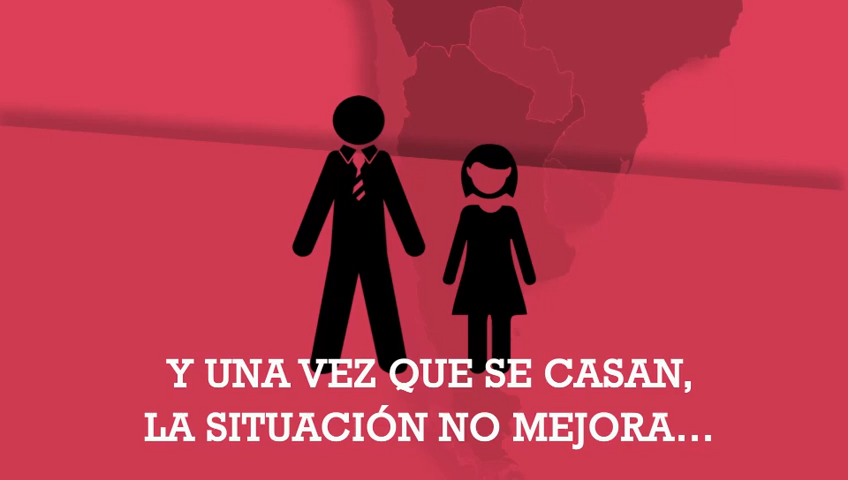 Y UNA VEZ QUE SE CASAN,
LA SITUACIÓN NO MEJORA...